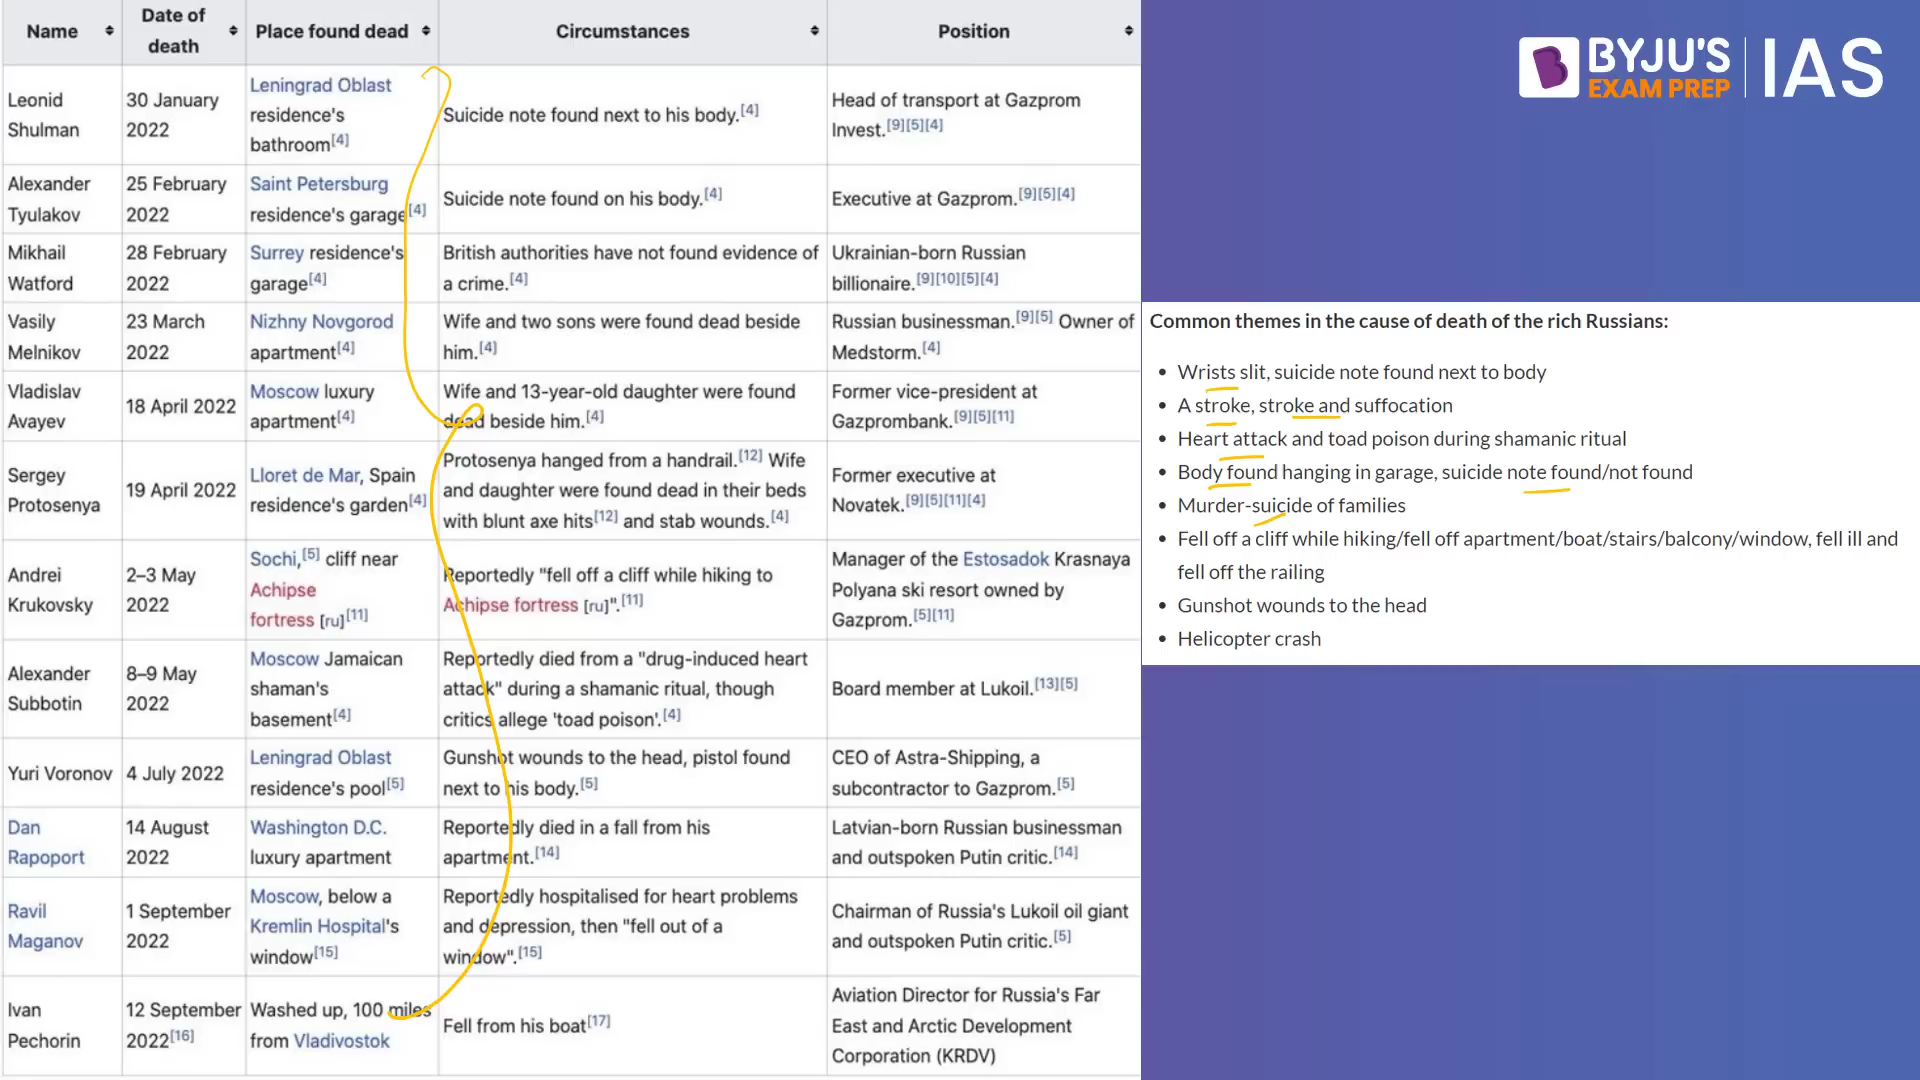 Name
Date of
death
Place found dead
Circumstances
Position
Leonid
Shulman
30 January
2022
Leningrad Oblast
residence's
bathroom[4]
Suicide note found next to his body.[4]
Head of transport at Gazprom
Invest.[9][5][4]
Alexander
Tyulakov
25 February
2022
Saint Petersburg
residence's garage[4]
Suicide note found on his body.[4]
Executive at Gazprom.[9][5][4]
Mikhail
Watford
28 February
2022
Surrey residence's
garage[4]
British authorities have not found evidence of
a crime.[4]
Ukrainian-born Russian
billionaire.[9][10][5][4]
Vasily
Melnikov
23 March
2022
Nizhny Novgorod
apartment[4]
Wife and two sons were found dead beside
him.[4]
Russian businessman.[9][5] Owner of
Medstorm.[4]
Vladislav
Avayev
18 April 2022
Moscow luxury
apartment[4]
Wife and 13-year-old daughter were found
dead beside him.[4]
Former vice-president at
Gazprombank.[9][5][11]
Sergey
Protosenya
19 April 2022
Lloret de Mar, Spain
residence's garden[4]
Protosenya hanged from a handrail.[12] Wife
and daughter were found dead in their beds
with blunt axe hits[12] and stab wounds.[4]
Former executive at
Novatek.[9][5][11][4]
Andrei
Krukovsky
2–3 May
2022
Sochi,[5] cliff near
Achipse
fortress [ru][11]
Reportedly "fell off a cliff while hiking to
Achipse fortress [ru]".[11]
Manager of the Estosadok Krasnaya
Polyana ski resort owned by
Gazprom.[5][11]
Alexander
Subbotin
8–9 May
2022
Moscow Jamaican
shaman's
basement[4]
Reportedly died from a "drug-induced heart
attack" during a shamanic ritual, though
critics allege 'toad poison'.[4]
Board member at Lukoil.[13][5]
Yuri Voronov
4 July 2022
Leningrad Oblast
residence's pool[5]
Gunshot wounds to the head, pistol found
next to his body.[5]
CEO of Astra-Shipping, a
subcontractor to Gazprom.[5]
Dan
Rapoport
14 August
2022
Washington D.C.
luxury apartment
Reportedly died in a fall from his
apartment.[14]
Latvian-born Russian businessman
and outspoken Putin critic.[14]
Ravil
Maganov
1 September
2022
Moscow, below a
Kremlin Hospital's
window[15]
Reportedly hospitalised for heart problems
and depression, then "fell out of a
window".[15]
Chairman of Russia's Lukoil oil giant
and outspoken Putin critic.[5]
Ivan
Pechorin
12 September
2022[16]
Washed up, 100 miles
from Vladivostok
Fell from his boat[17]
Aviation Director for Russia's Far
East and Arctic Development
Corporation (KRDV)
BYJU'S
EXAM PREP
IAS
Common themes in the cause of death of the rich Russians:
• Wrists slit, suicide note found next to body
• A stroke, stroke and suffocation
• Heart attack and toad poison during shamanic ritual
• Body found hanging in garage, suicide note found/not found
• Murder-suicide of families
• Fell off a cliff while hiking/fell off apartment/boat/stairs/balcony/window, fell ill and
fell off the railing
• Gunshot wounds to the head
• Helicopter crash